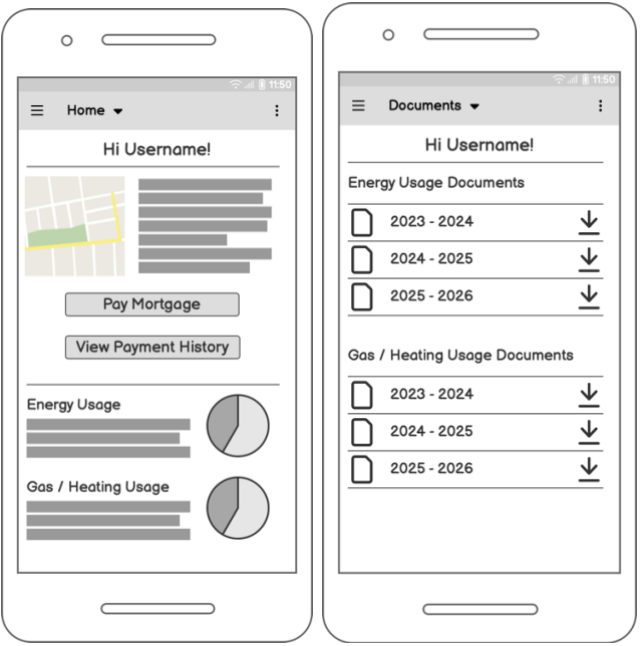 11:50
Home
Hi Username!
Pay Mortgage
View Payment History
Energy Usage
Gas / Heating Usage
11:50
Documents
Hi Username!
Energy Usage Documents
2023 - 2024
2024 - 2025
2025 - 2026
Gas / Heating Usage Documents
2023 - 2024
2024 - 2025
2025 - 2026